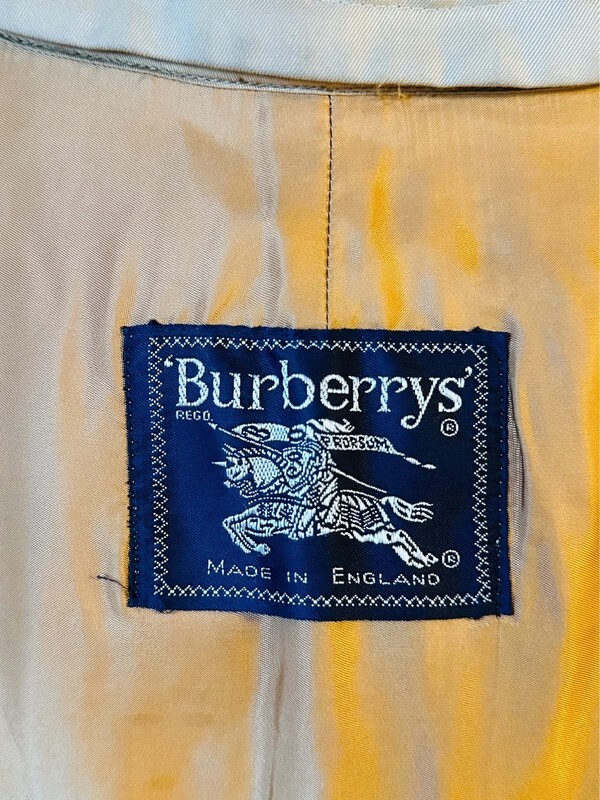 'Burberrys'
REGD.
®
PRORSUM
®
MADE IN ENGLAND